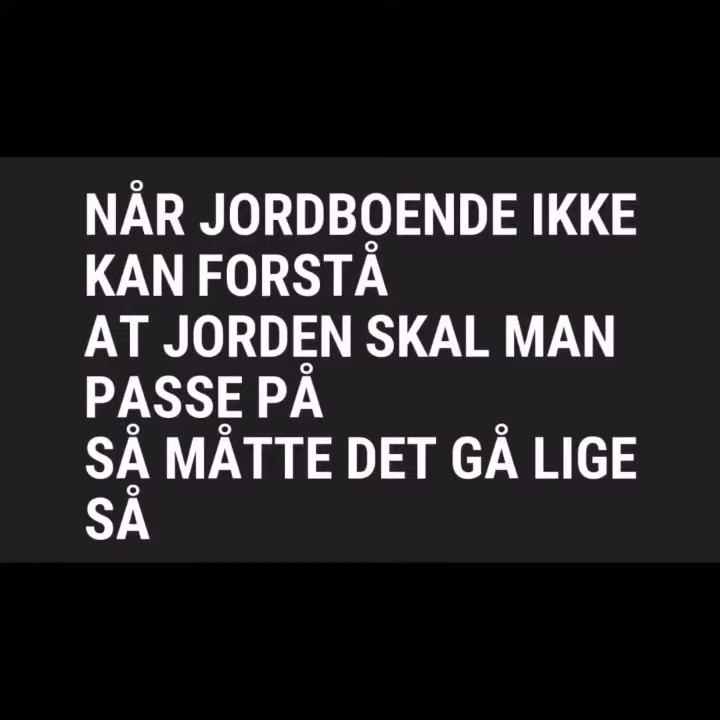 NÅR JORDBOENDE IKKE
KAN FORSTÅ
AT JORDEN SKAL MAN
PASSE PÅ
SÅ MÅTTE DET GÅ LIGE
SÅ